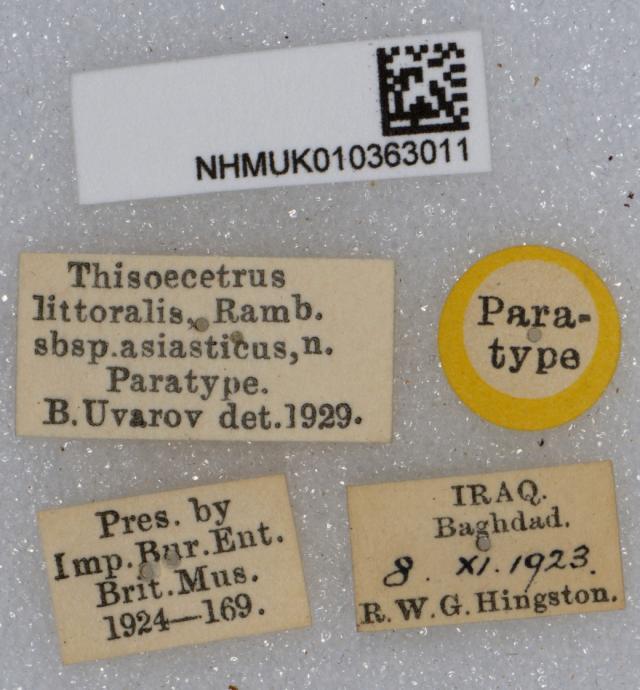 NHMUK010363011
Thisoecetrus
littoralis, Ramb.
sbsp.asiasticus, n.
Paratype.
B. Uvarov det.1929.
Para-
type
Pres. by
Imp.Bur.Ent.
Brit.Mus.
1924—169.
IRAQ.
Baghdad.
8. XI. 1923.
R.W.G.Hingston.